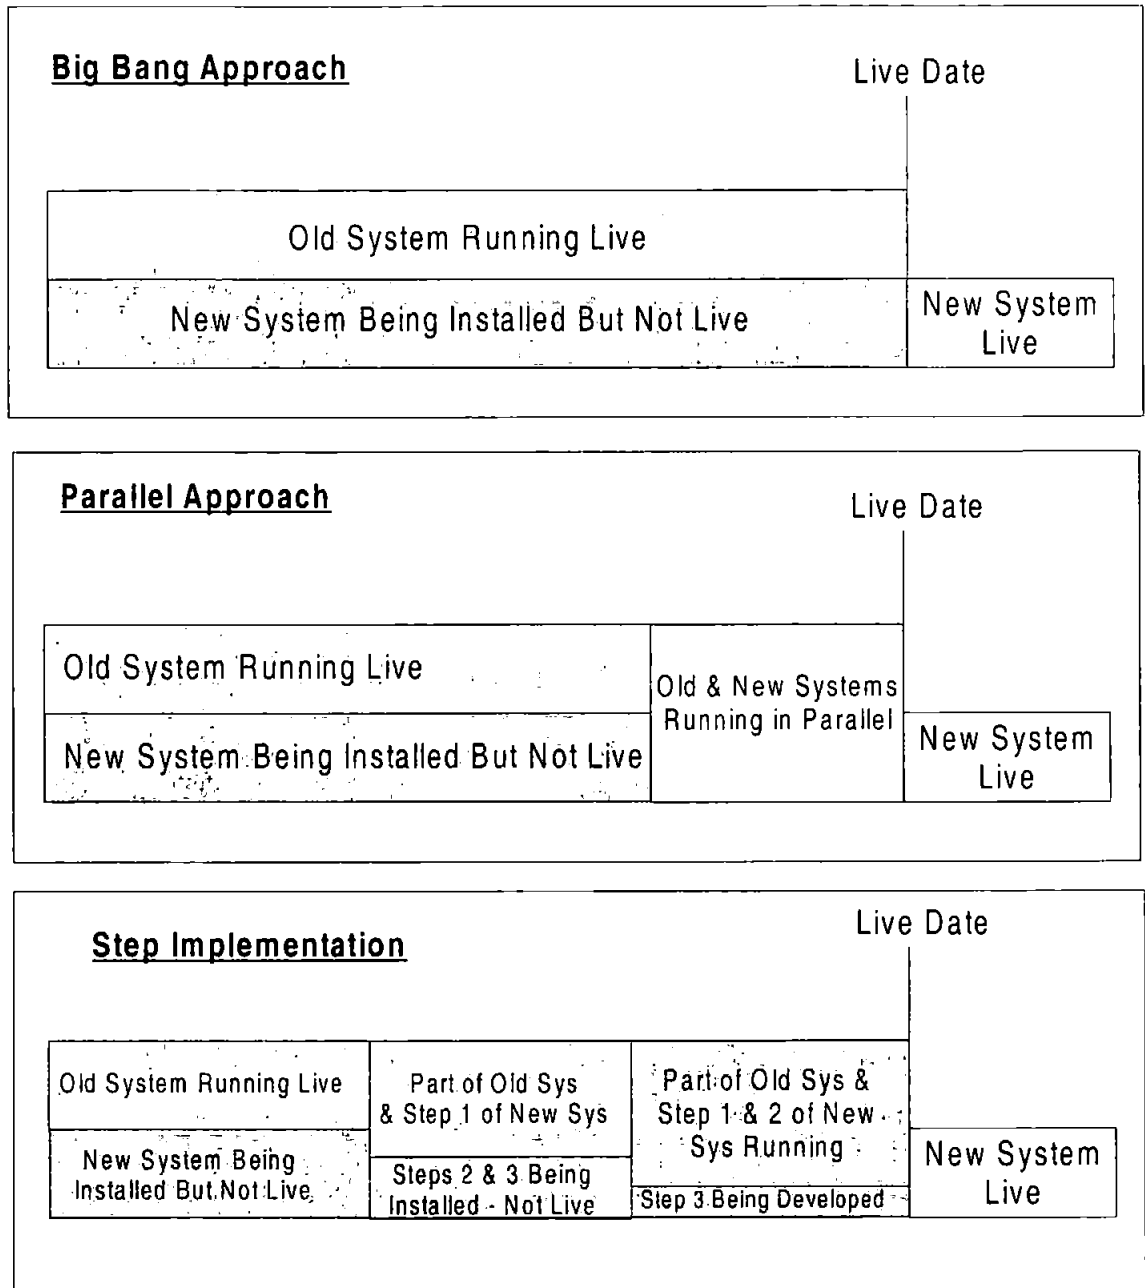 Big Bang Approach
Live Date
Old System Running Live
New System Being Installed But Not Live
New System
Live
Parallel Approach
Live Date
Old System Running Live
Old & New Systems
Running in Parallel
New System Being Installed But Not Live
New System
Live
Step Implementation
Live Date
Old System Running Live
New System Being
Installed But Not Live
Part of Old Sys
& Step 1 of New Sys
Steps 2 & 3 Being
Installed - Not Live
Part of Old Sys &
Step 1 & 2 of New
Sys Running
Step 3 Being Developed
New System
Live